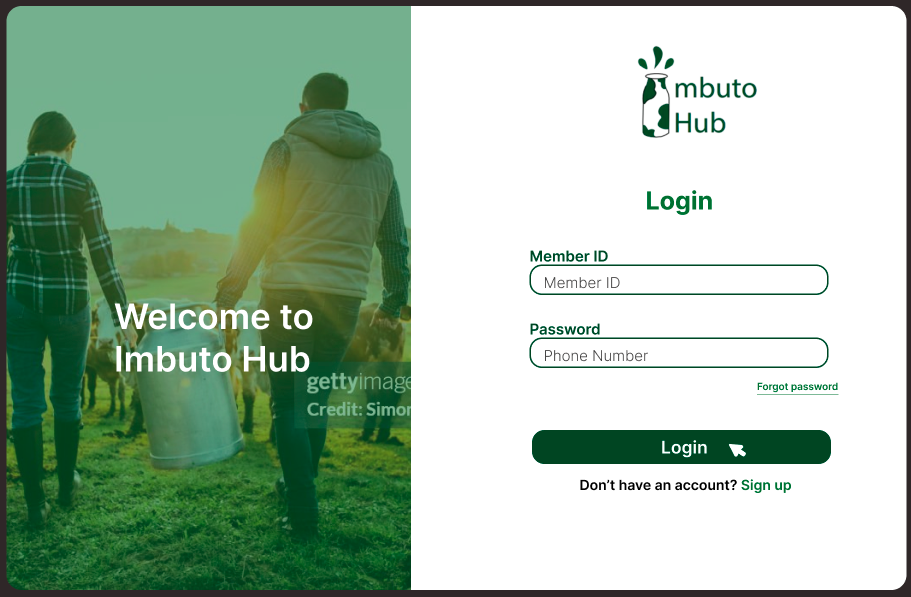 Welcome to
Imbuto Hub
gettyimage
Credit: Simon
mbuto
Hub
Login
Member ID
Member ID
Password
Phone Number
Forgot password
Login
Don’t have an account? Sign up